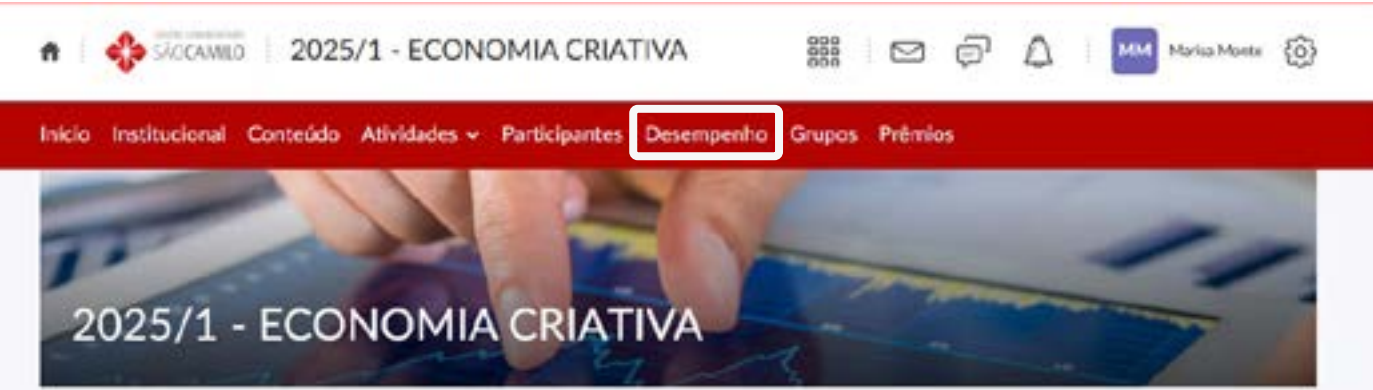 SÃOCAMILO 2025/1 - ECONOMIA CRIATIVA MM Marisa Monte
Início Institucional Conteúdo Atividades Participantes Desempenho Grupos Prêmios
2025/1 - ECONOMIA CRIATIVA